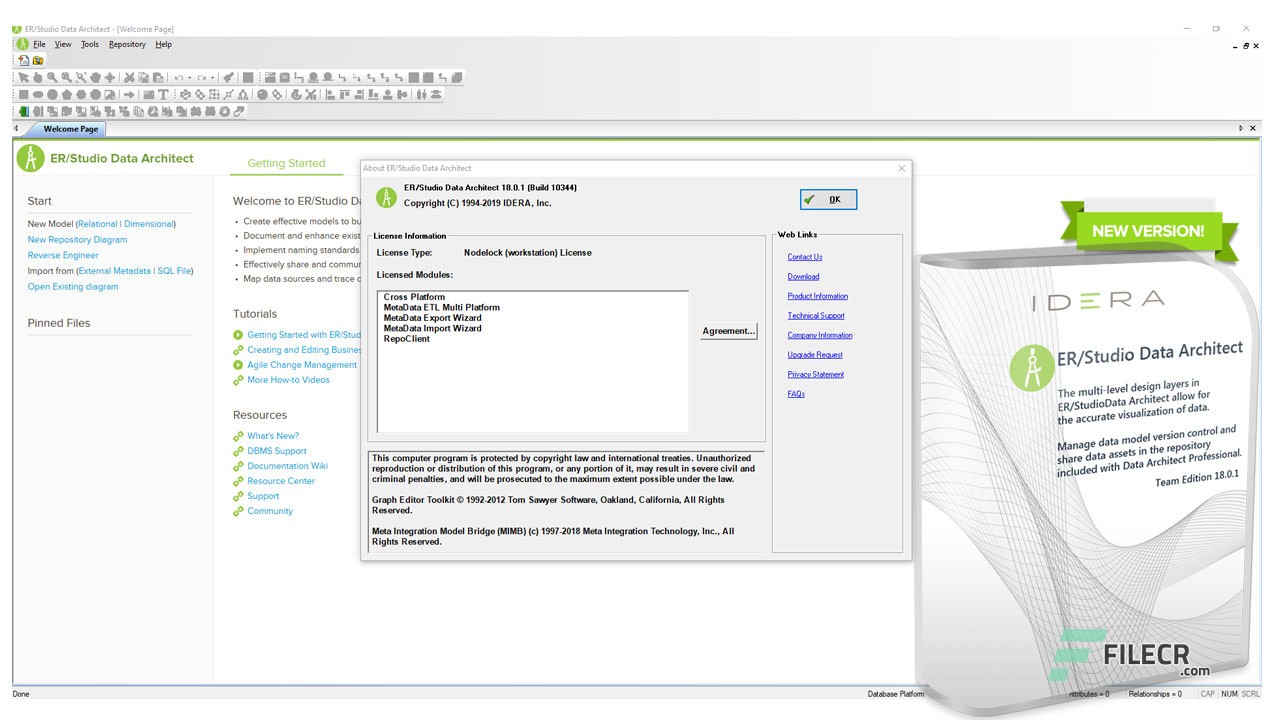 ER/Studio Data Architect - [Welcome Page]
File View Tools Repository Help
Welcome Page
ER/Studio Data Architect
Getting Started
Start
New Model (Relational | Dimensional)
New Repository Diagram
Reverse Engineer
Import from (External Metadata | SQL File)
Open Existing diagram
Pinned Files
Welcome to ER/Studio Da
Create effective models to bu
Document and enhance exist
Implement naming standards
Effectively share and commun
Map data sources and trace d
Tutorials
Getting Started with ER/Stud
Creating and Editing Busines
Agile Change Management
More How-to Videos
Resources
What's New?
DBMS Support
Documentation Wiki
Resource Center
Support
Community
About ER/Studio Data Architect
ER/Studio Data Architect 18.0.1 (Build 10344)
Copyright (C) 1994-2019 IDERA, Inc.
OK
License Information
License Type: Nodelock (workstation) License
Licensed Modules:
Cross Platform
MetaData ETL Multi Platform
MetaData Export Wizard
MetaData Import Wizard
RepoClient
Agreement...
Web Links
Contact Us
Download
Product Information
Technical Support
Company Information
Upgrade Request
Privacy Statement
FAQs
This computer program is protected by copyright law and international treaties. Unauthorized
reproduction or distribution of this program, or any portion of it, may result in severe civil and
criminal penalties, and will be prosecuted to the maximum extent possible under the law.
Graph Editor Toolkit © 1992-2012 Tom Sawyer Software, Oakland, California, All Rights
Reserved.
Meta Integration Model Bridge (MIMB) (c) 1997-2018 Meta Integration Technology, Inc., All
Rights Reserved.
NEW VERSION!
IDERA
ER/Studio Data Architect
The multi-level design layers in
ER/StudioData Architect allow for
the accurate visualization of data.
Manage data model version control and
share data assets in the repository
included with Data Architect Professional.
Team Edition 18.0.1
FILECR
.com
Done Database Platform Attributes = 0 Relationships = 0 CAP NUM SCRL